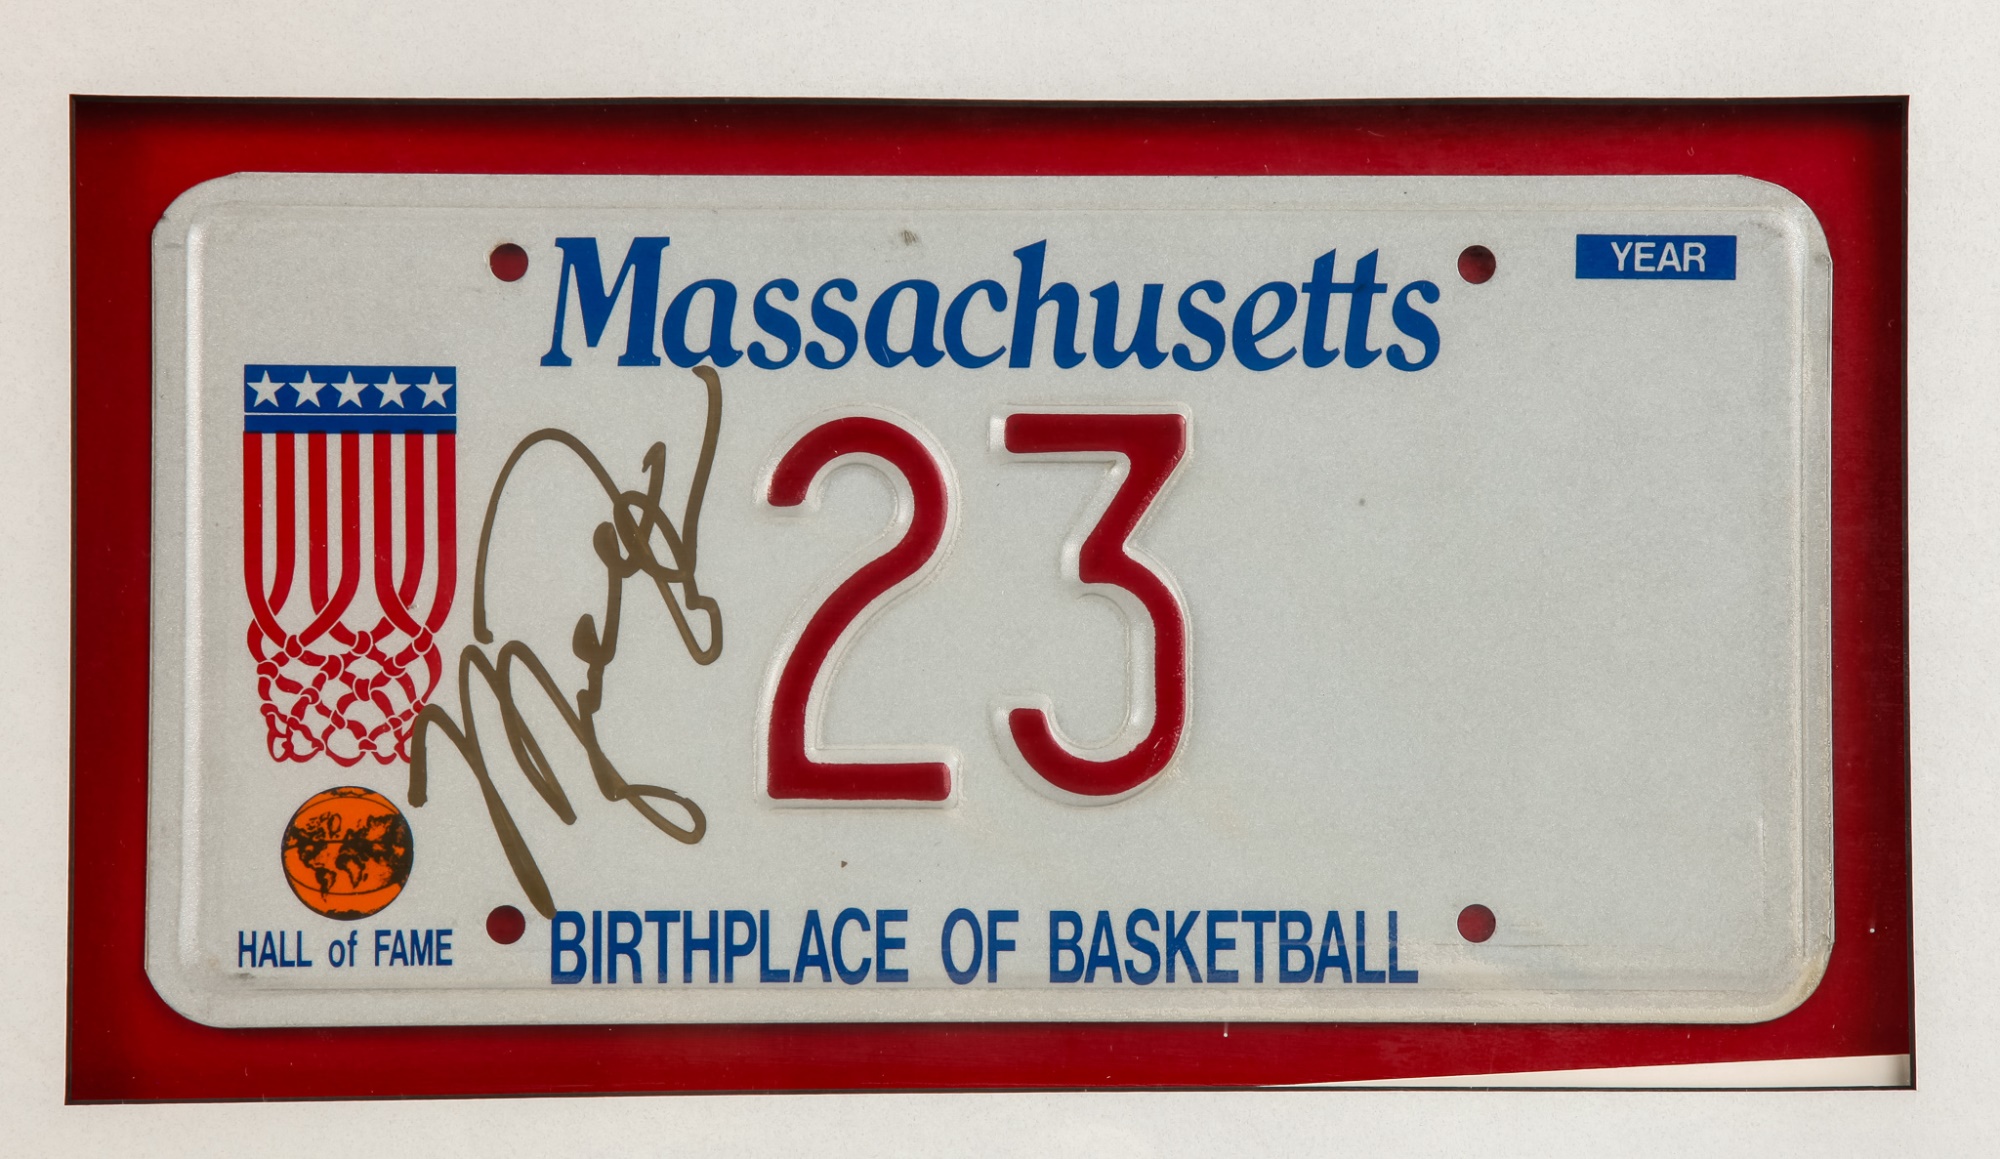 Massachusetts
YEAR
23
HALL of FAME
BIRTHPLACE OF BASKETBALL